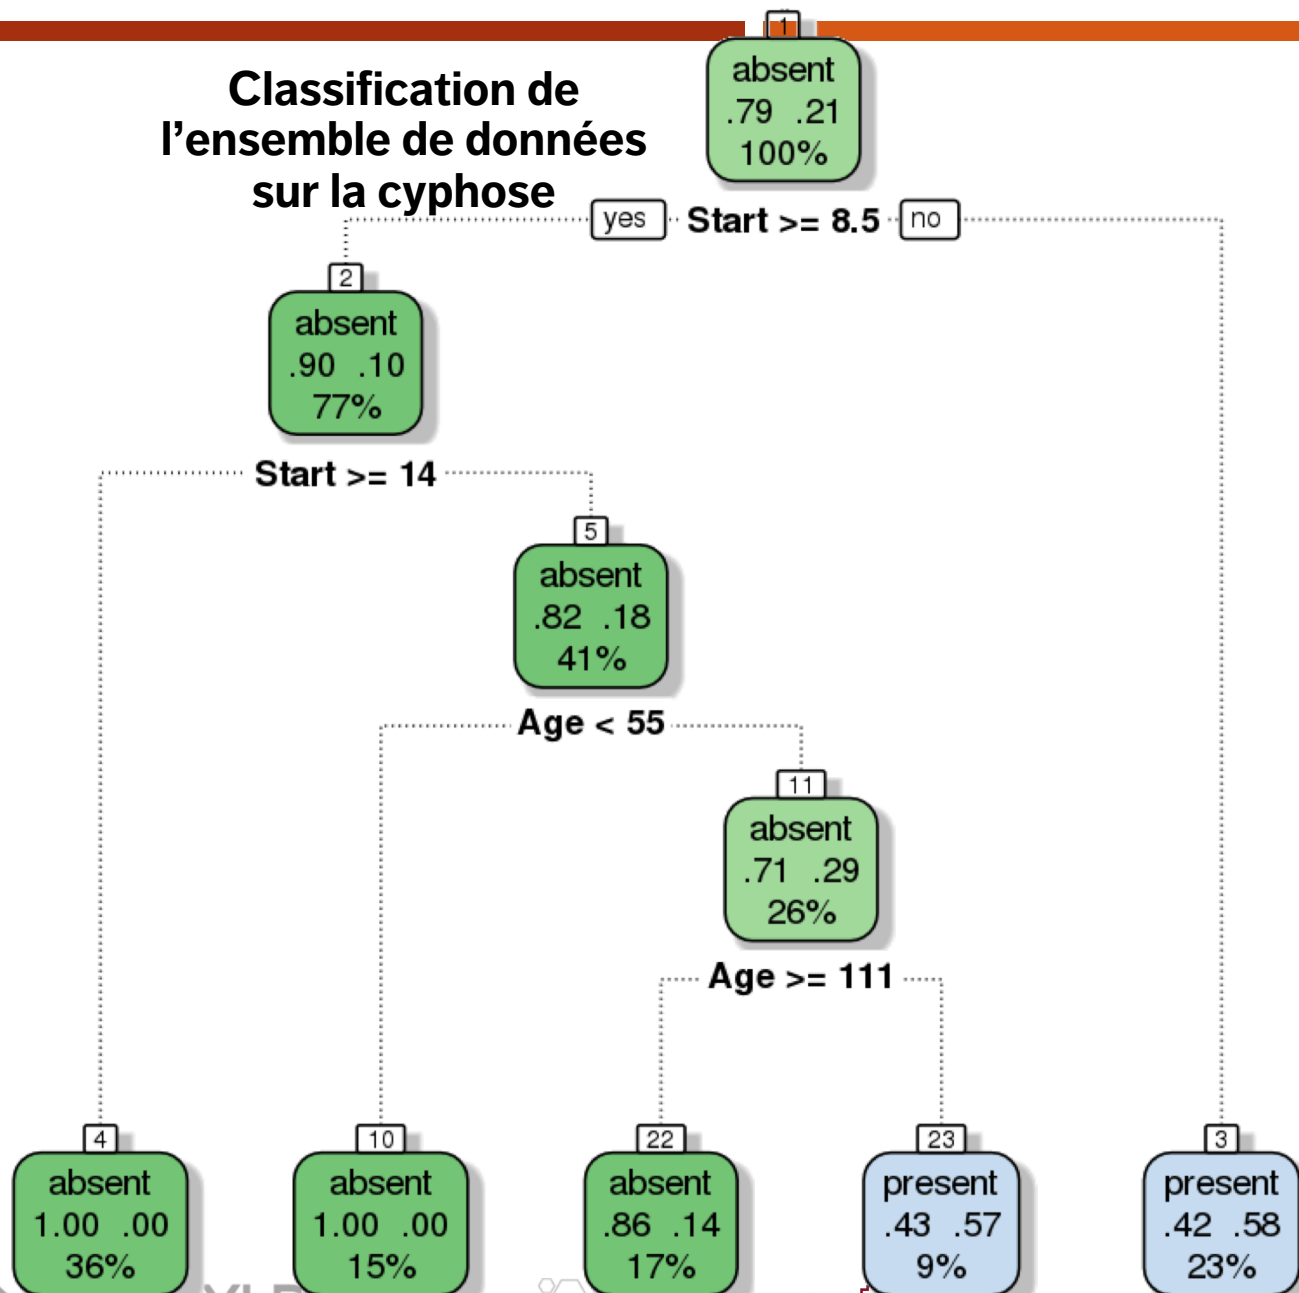 1
Classification de
l’ensemble de données
sur la cyphose
absent
.79 .21
100%
yes Start >= 8.5 no
2
absent
.90 .10
77%
Start >= 14
5
absent
.82 .18
41%
Age < 55
11
absent
.71 .29
26%
Age >= 111
4
absent
1.00 .00
36%
10
absent
1.00 .00
15%
22
absent
.86 .14
17%
23
present
.43 .57
9%
3
present
.42 .58
23%